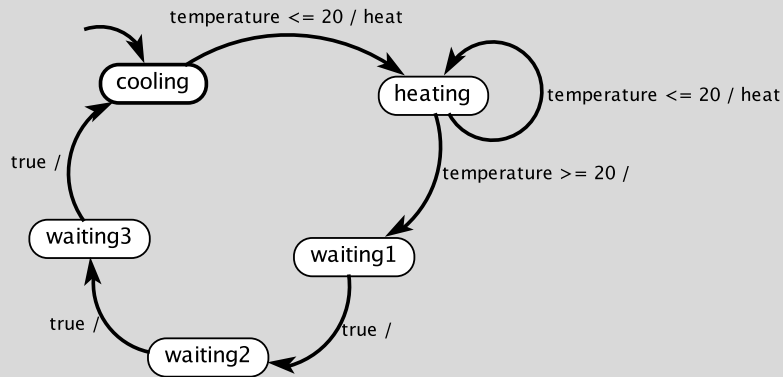 temperature <= 20 / heat
cooling
heating
temperature <= 20 / heat
true /
temperature >= 20 /
waiting3
waiting1
true /
true /
waiting2